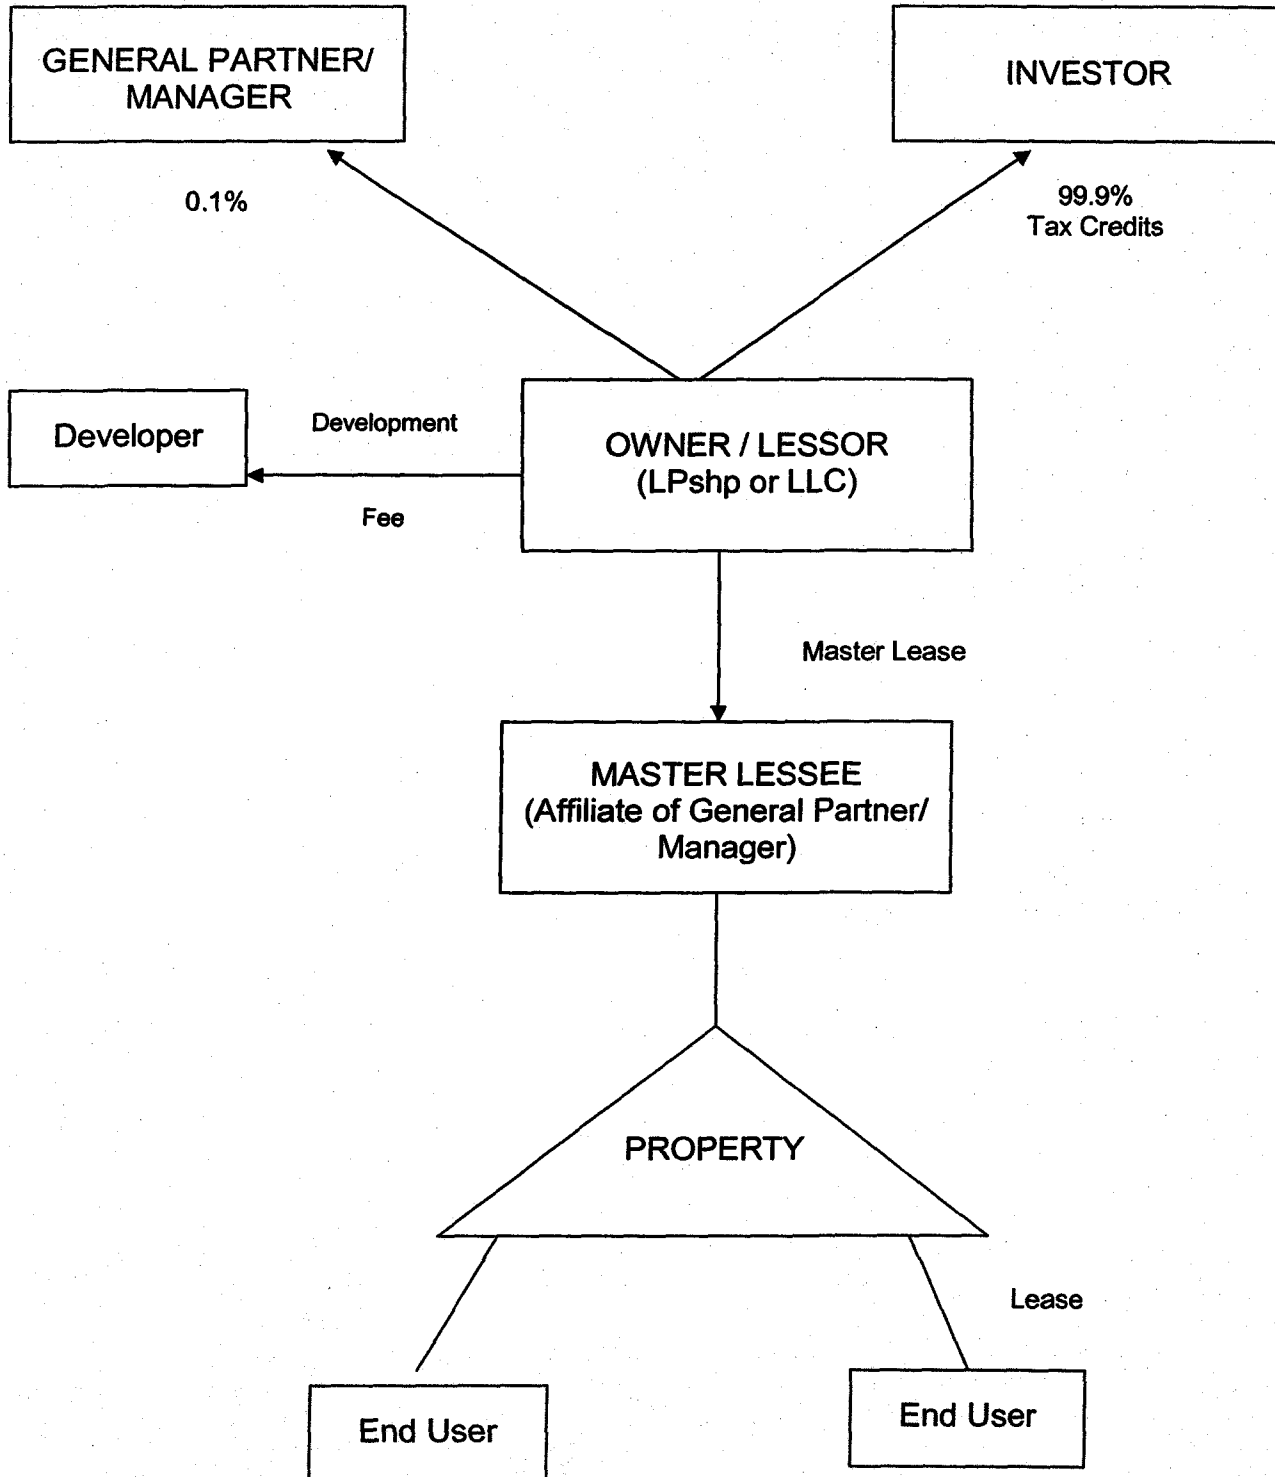 GENERAL PARTNER/
MANAGER
INVESTOR
0.1%
99.9%
Tax Credits
Developer
Development
Fee
OWNER / LESSOR
(LPshp or LLC)
Master Lease
MASTER LESSEE
(Affiliate of General Partner/
Manager)
PROPERTY
Lease
End User
End User